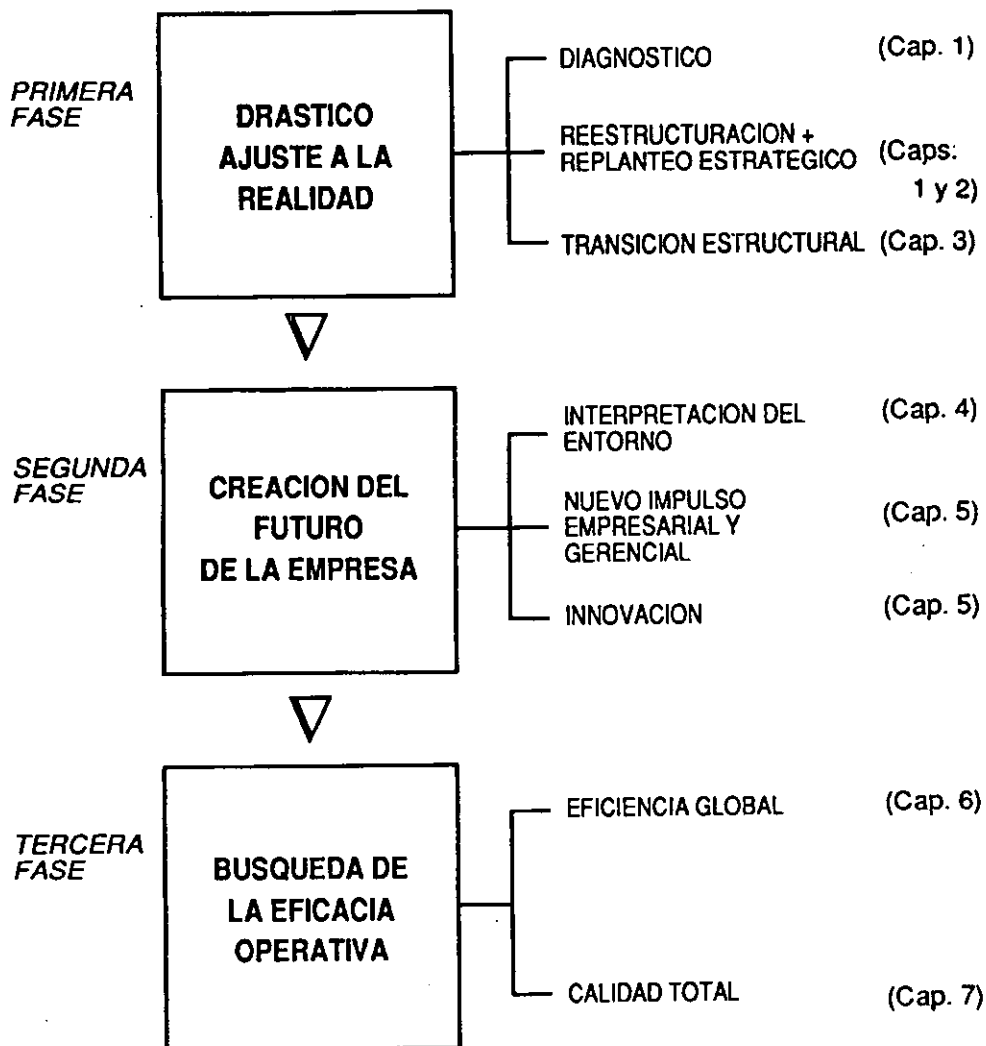 PRIMERA
FASE
DRASTICO
AJUSTE A LA
REALIDAD
DIAGNOSTICO (Cap. 1)
REESTRUCTURACION +
REPLANTEO ESTRATEGICO (Caps:
1 y 2)
TRANSICION ESTRUCTURAL (Cap. 3)
SEGUNDA
FASE
CREACION DEL
FUTURO
DE LA EMPRESA
INTERPRETACION DEL (Cap. 4)
ENTORNO
NUEVO IMPULSO
EMPRESARIAL Y (Cap. 5)
GERENCIAL
INNOVACION (Cap. 5)
TERCERA
FASE
BUSQUEDA DE
LA EFICACIA
OPERATIVA
EFICIENCIA GLOBAL (Cap. 6)
CALIDAD TOTAL (Cap. 7)